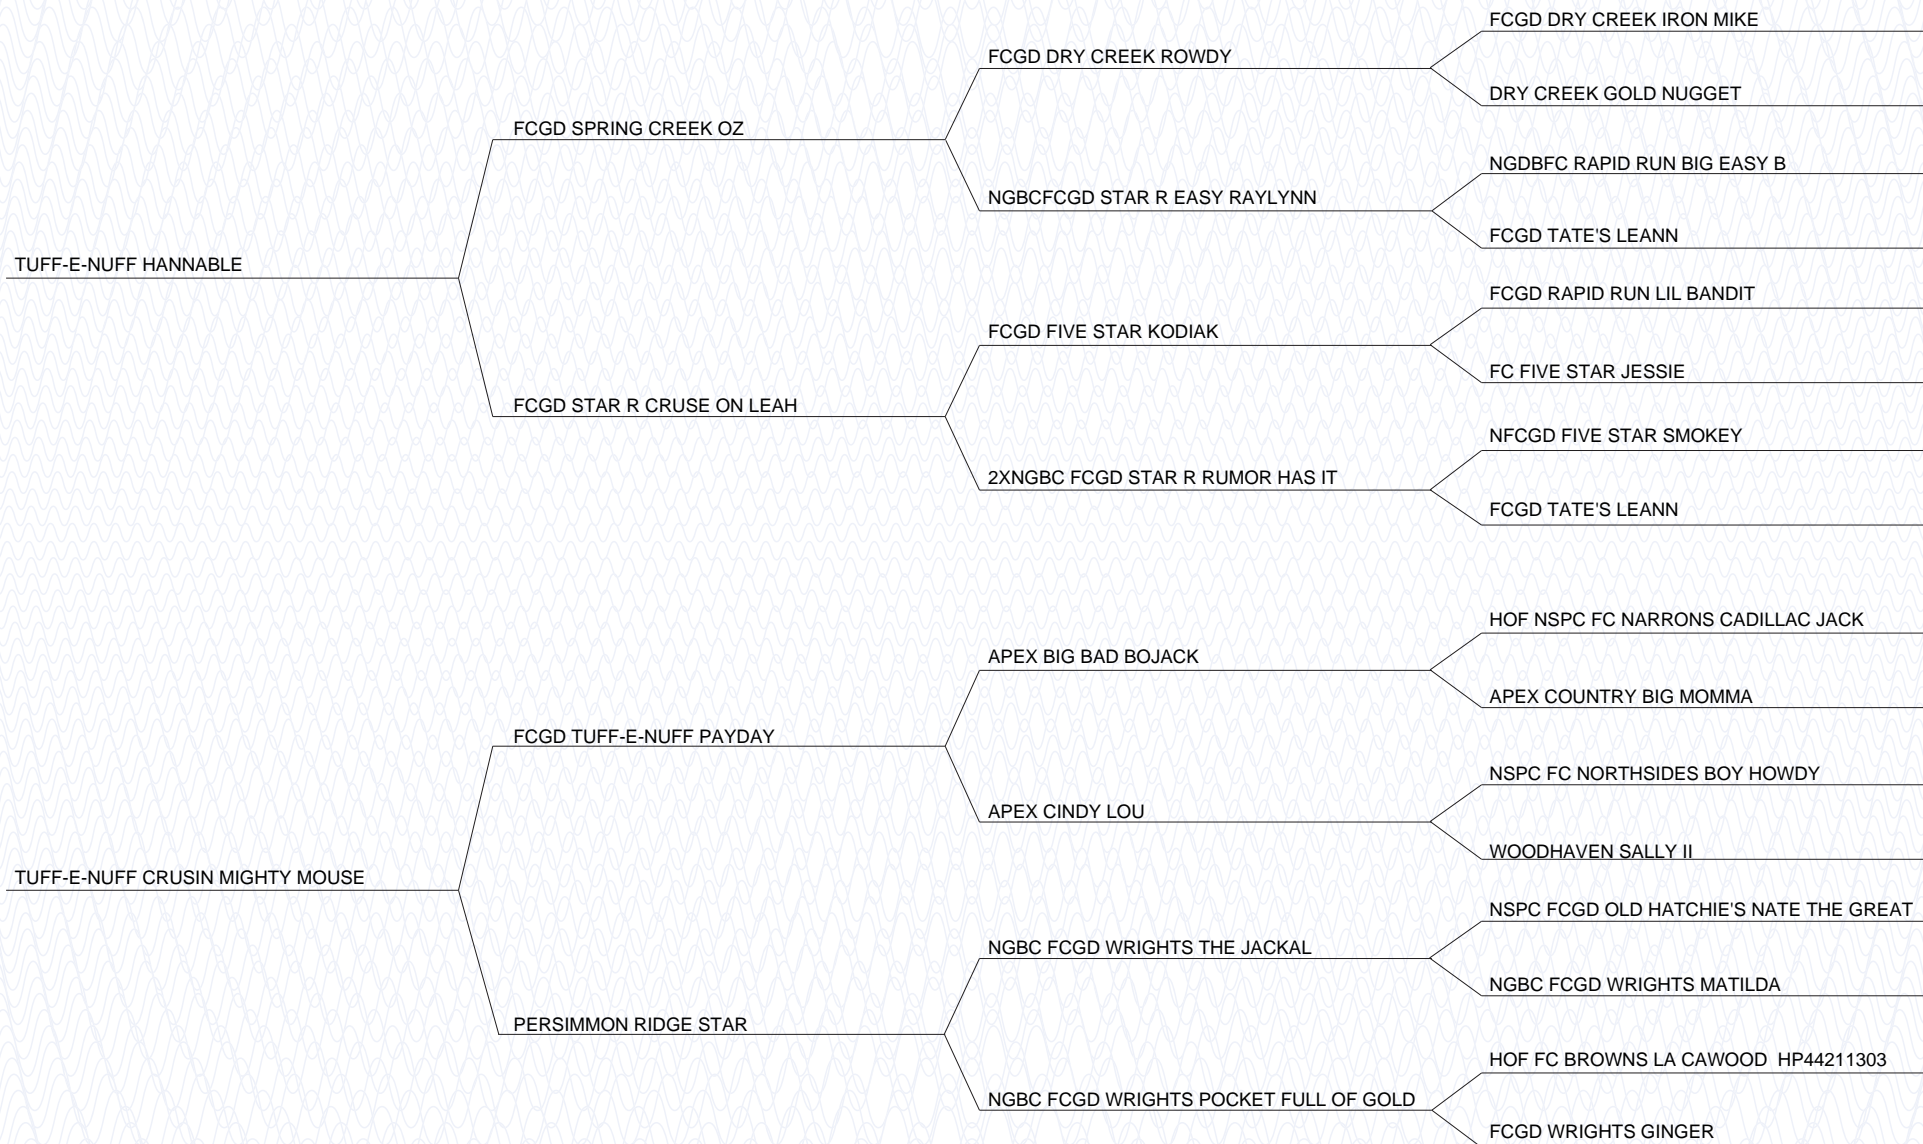 FCGD DRY CREEK IRON MIKE
FCGD DRY CREEK ROWDY
DRY CREEK GOLD NUGGET
FCGD SPRING CREEK OZ
NGDBFC RAPID RUN BIG EASY B
NGBCFCGD STAR R EASY RAYLYNN
FCGD TATE'S LEANN
TUFF-E-NUFF HANNABLE
FCGD RAPID RUN LIL BANDIT
FCGD FIVE STAR KODIAK
FC FIVE STAR JESSIE
FCGD STAR R CRUSE ON LEAH
NFCGD FIVE STAR SMOKEY
2XNGBC FCGD STAR R RUMOR HAS IT
FCGD TATE'S LEANN
HOF NSPC FC NARRONS CADILLAC JACK
APEX BIG BAD BOJACK
APEX COUNTRY BIG MOMMA
FCGD TUFF-E-NUFF PAYDAY
NSPC FC NORTHSIDES BOY HOWDY
APEX CINDY LOU
WOODHAVEN SALLY II
TUFF-E-NUFF CRUSIN MIGHTY MOUSE
NSPC FCGD OLD HATCHIE'S NATE THE GREAT
NGBC FCGD WRIGHTS THE JACKAL
NGBC FCGD WRIGHTS MATILDA
PERSIMMON RIDGE STAR
HOF FC BROWNS LA CAWOOD  HP44211303
NGBC FCGD WRIGHTS POCKET FULL OF GOLD
FCGD WRIGHTS GINGER